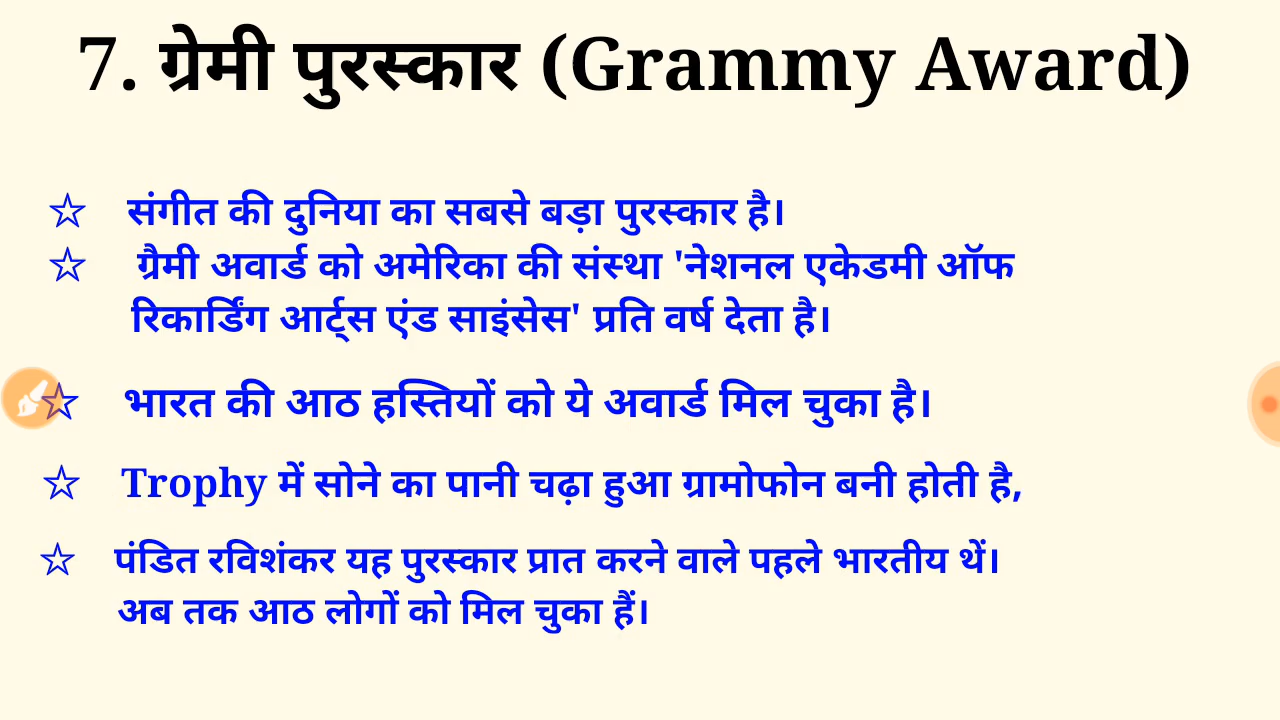 7. ग्रेमी पुरस्कार (Grammy Award)
☆ संगीत की दुनिया का सबसे बड़ा पुरस्कार है।
☆ ग्रैमी अवार्ड को अमेरिका की संस्था 'नेशनल एकेडमी ऑफ
रिकार्डिंग आर्ट्स एंड साइंसेस' प्रति वर्ष देता है।
☆ भारत की आठ हस्तियों को ये अवार्ड मिल चुका है।
☆ Trophy में सोने का पानी चढ़ा हुआ ग्रामोफोन बनी होती है,
☆ पंडित रविशंकर यह पुरस्कार प्रात करने वाले पहले भारतीय थें।
अब तक आठ लोगों को मिल चुका हैं।